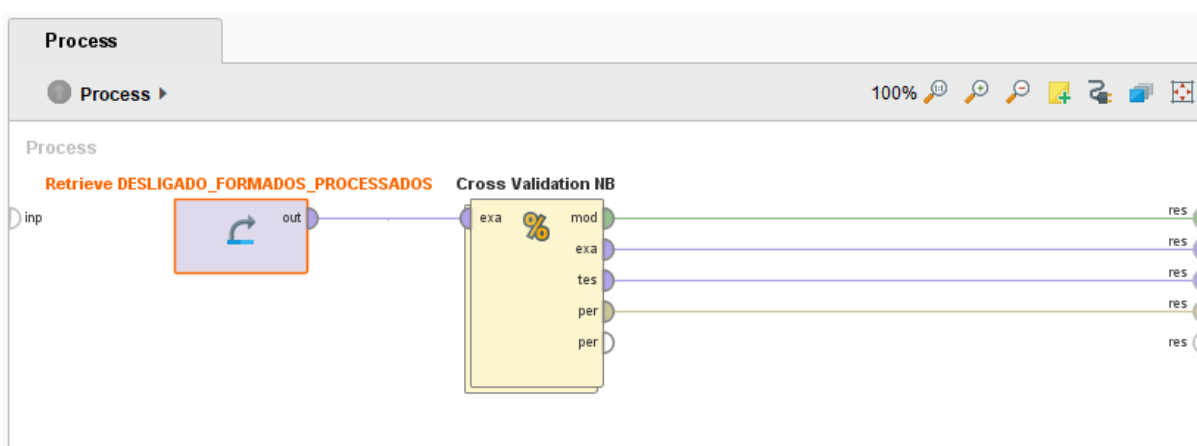 Process
Process
100%
Process
Retrieve DESLIGADO_FORMADOS_PROCESSADOS Cross Validation NB
inp out exa % mod res
exa res
tes res
per res
per res